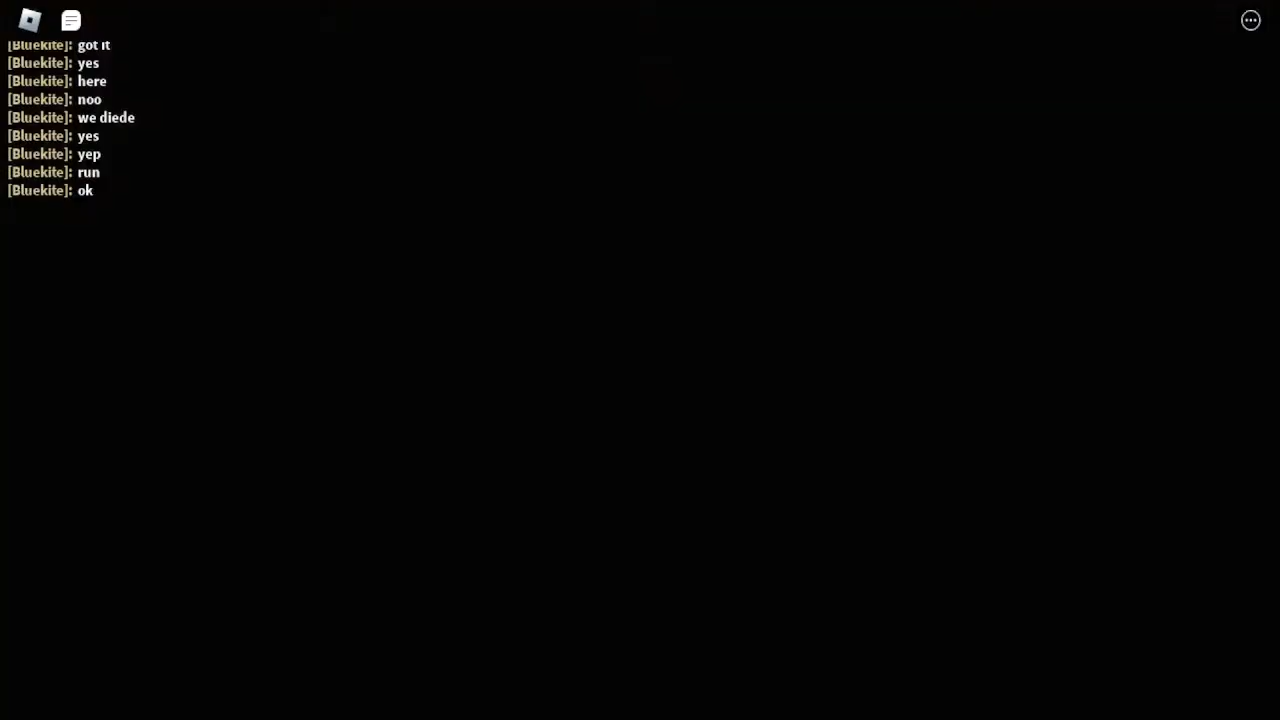 [Bluekite]: got it
[Bluekite]: yes
[Bluekite]: here
[Bluekite]: noo
[Bluekite]: we diede
[Bluekite]: yes
[Bluekite]: yep
[Bluekite]: run
[Bluekite]: ok